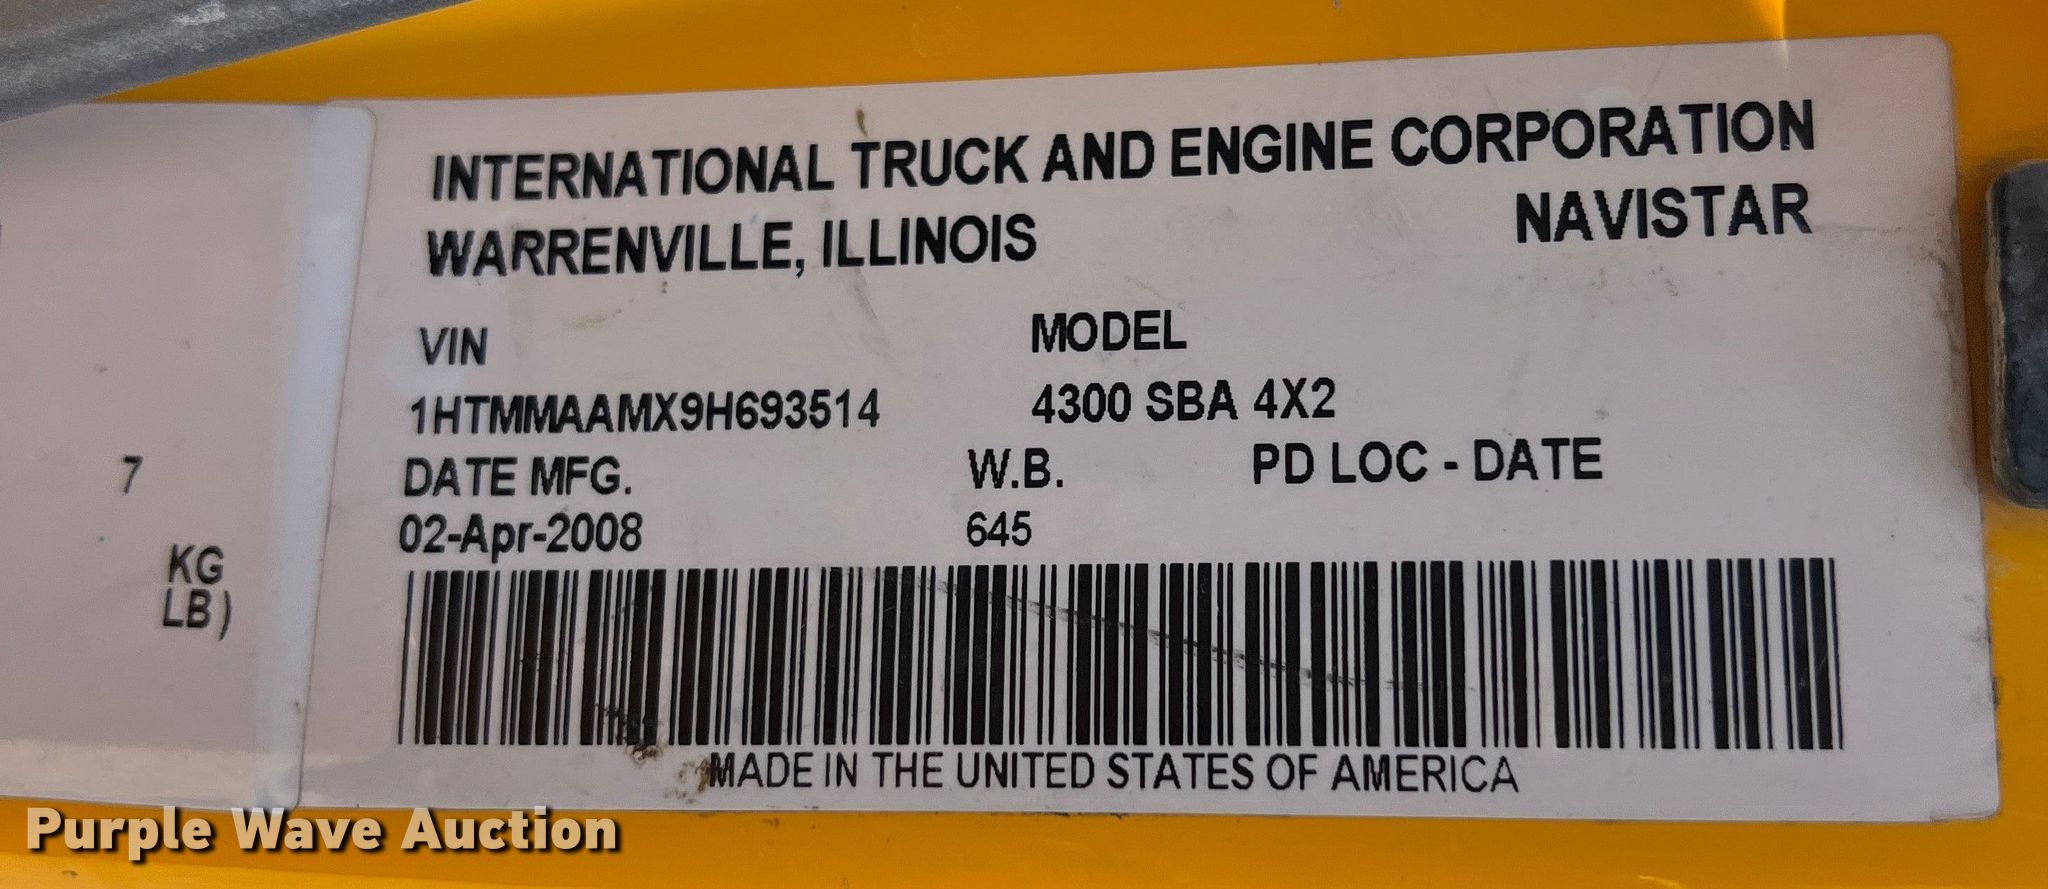 INTERNATIONAL TRUCK AND ENGINE CORPORATION
WARRENVILLE, ILLINOIS NAVISTAR
VIN MODEL
1HTMMAAMX9H693514 4300 SBA 4X2
DATE MFG. W.B. PD LOC - DATE
02-Apr-2008 645
MADE IN THE UNITED STATES OF AMERICA
7
KG
LB)
Purple Wave Auction